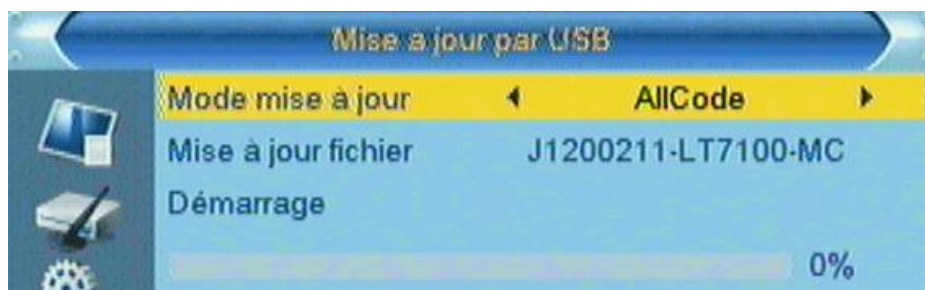 Mise à jour par USB
Mode mise à jour AllCode
Mise à jour fichier J1200211-LT7100-MC
Démarrage
0%